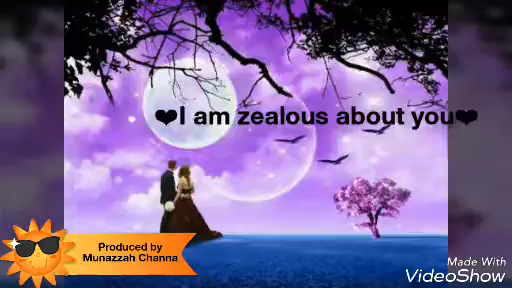 ❤I am zealous about you❤
Produced by
Munazzah Channa
Made With
VideoShow